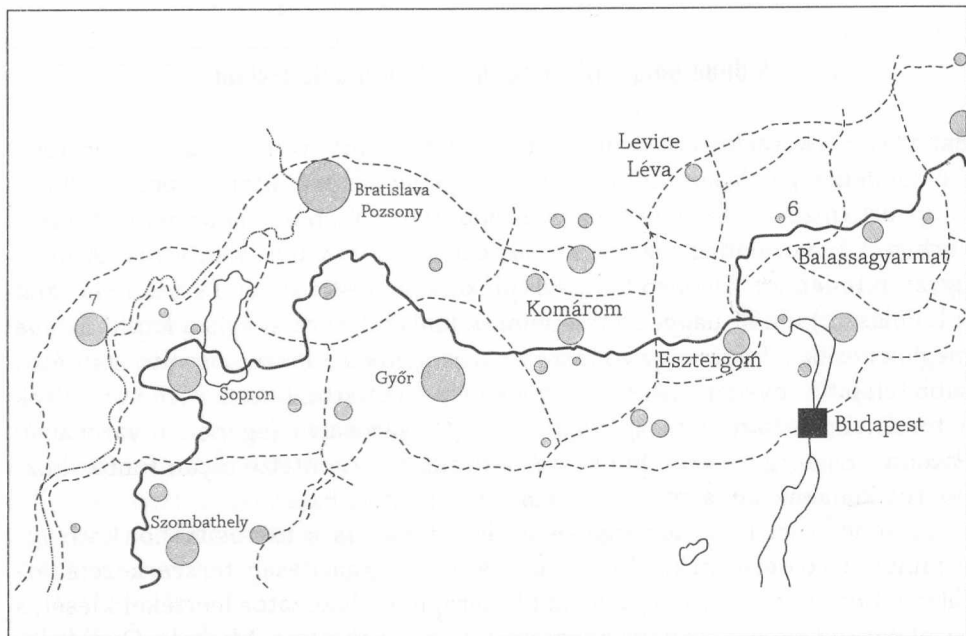 Levice
Léva
Bratislava
Pozsony
6
Balassagyarmat
7
Komárom
Esztergom
Győr
Sopron
Budapest
Szombathely